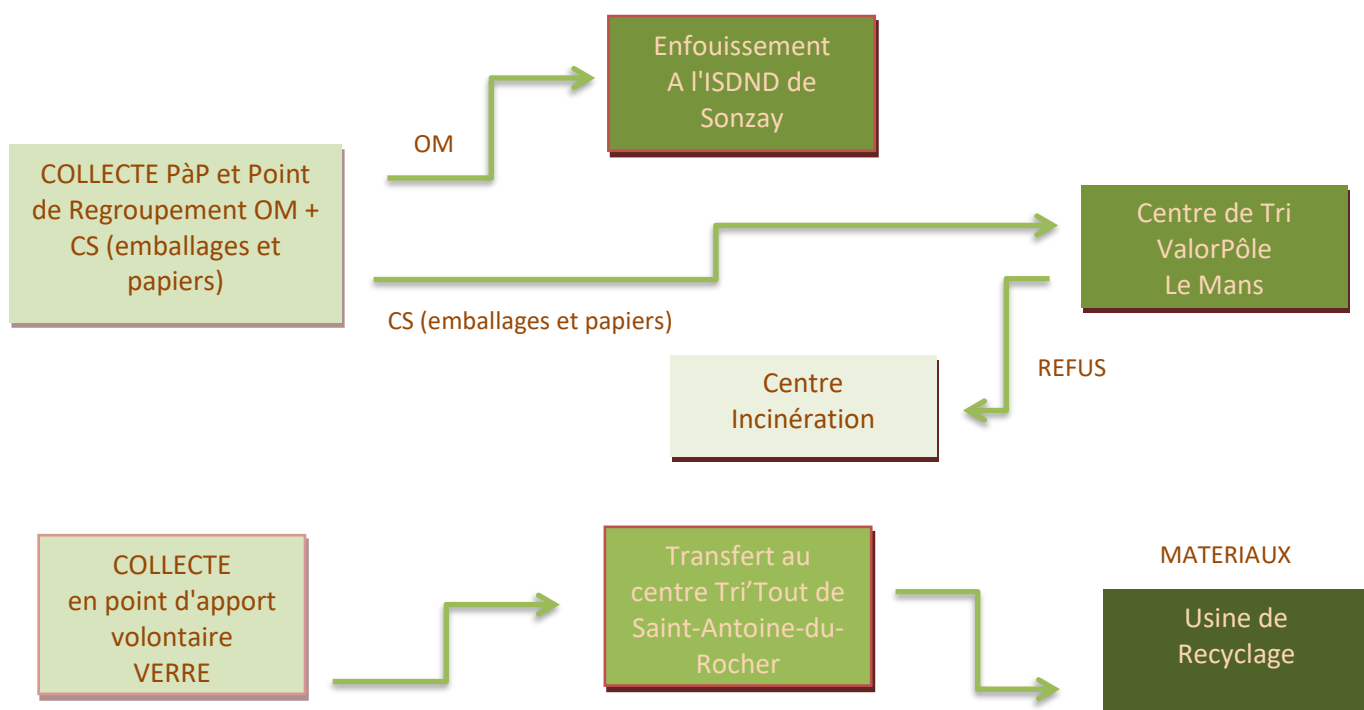 Enfouissement
A l'ISDND de
Sonzay
OM
COLLECTE PàP et Point
de Regroupement OM +
CS (emballages et
papiers)
Centre de Tri
ValorPôle
Le Mans
CS (emballages et papiers)
REFUS
Centre
Incinération
COLLECTE
en point d'apport
volontaire
VERRE
Transfert au
centre Tri’Tout de
Saint-Antoine-du-
Rocher
MATERIAUX
Usine de
Recyclage